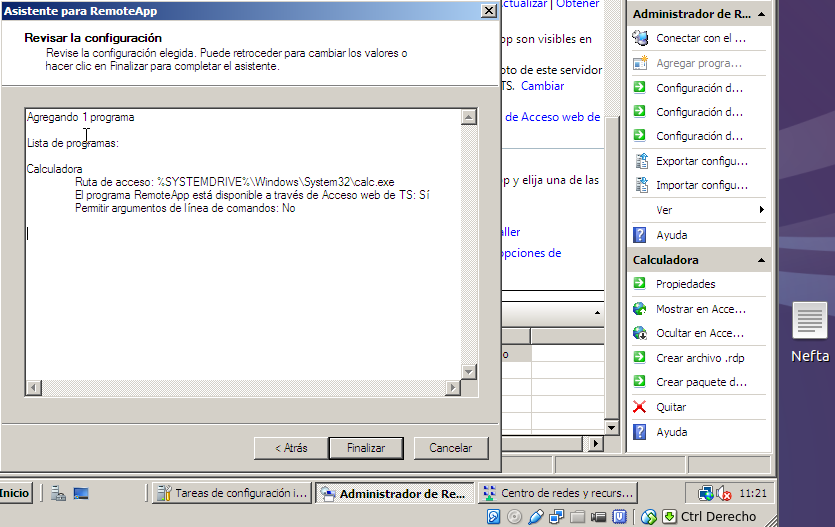 Asistente para RemoteApp
Revisar la configuración
Revise la configuración elegida. Puede retroceder para cambiar los valores o
hacer clic en Finalizar para completar el asistente.
Agregando 1 programa
Lista de programas:
Calculadora
Ruta de acceso: %SYSTEMDRIVE%\Windows\System32\calc.exe
El programa RemoteApp está disponible a través de Acceso web de TS: Sí
Permitir argumentos de línea de comandos: No
< Atrás
Finalizar
Cancelar
Actualizar | Obtener
pp son visibles en
oto de este servidor
TS. Cambiar
de Acceso web de
pp y elija una de las
aller
opciones de
o
Administrador de R...
Conectar con el ...
Agregar progra...
Configuración d...
Configuración d...
Configuración d...
Exportar configu...
Importar configu...
Ver
Ayuda
Calculadora
Propiedades
Mostrar en Acce...
Ocultar en Acce...
Crear archivo .rdp
Crear paquete d...
Quitar
Ayuda
Nefta
Inicio
Tareas de configuración i...
Administrador de Re...
Centro de redes y recurs...
11:21
Ctrl Derecho